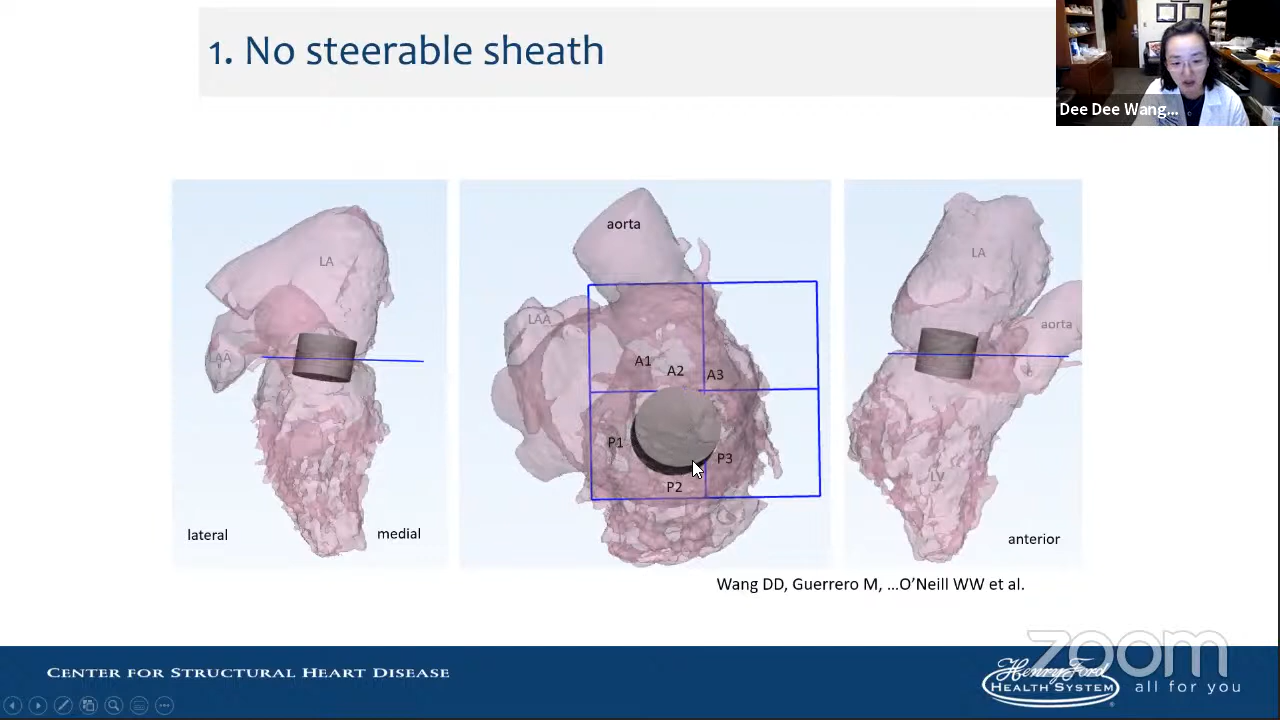 1. No steerable sheath
Dee Dee Wang...
LA
LAA
lateral
medial
aorta
LAA
A1
A2
A3
P1
P3
P2
LA
aorta
LV
anterior
Wang DD, Guerrero M, ...O'Neill WW et al.
CENTER FOR STRUCTURAL HEART DISEASE
zoom
Henry Ford
HEALTH SYSTEM
all for you